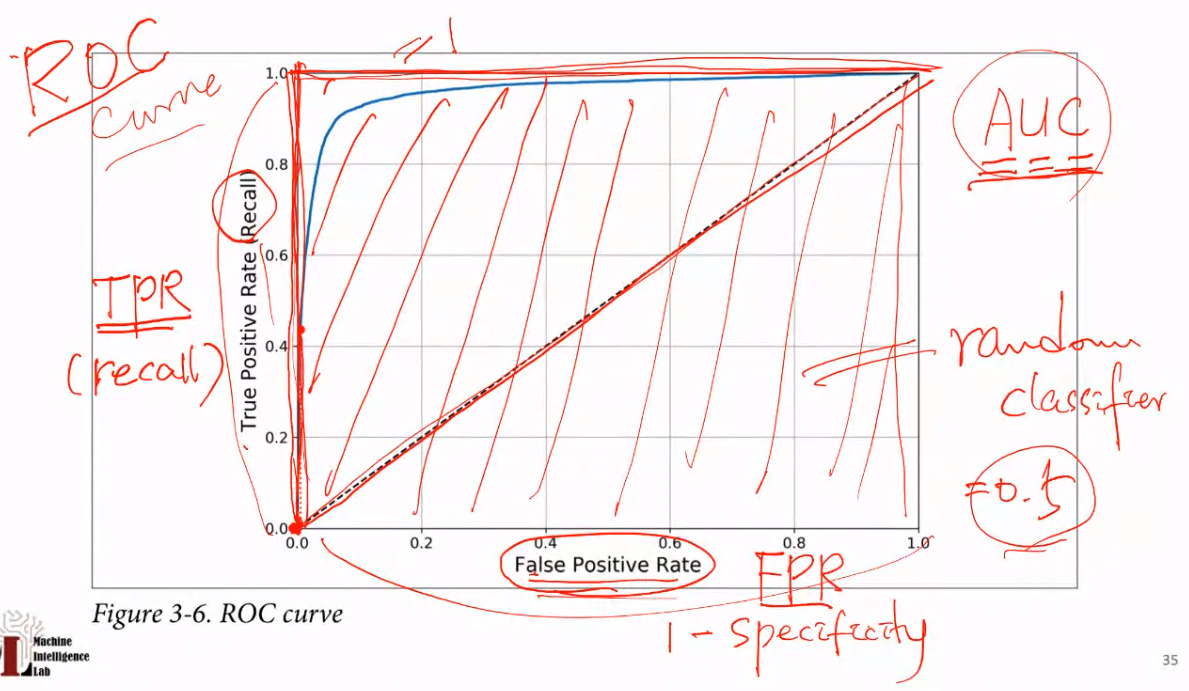 ROC
curve
= 1
AUC
1.0
0.8
0.6
0.4
0.2
0.0
True Positive Rate (Recall)
TPR
(recall)
random
classifier
=0.5
0.0 0.2 0.4 0.6 0.8 1.0
False Positive Rate
FPR
1 - specificity
Figure 3-6. ROC curve
Machine
Intelligence
Lab
35